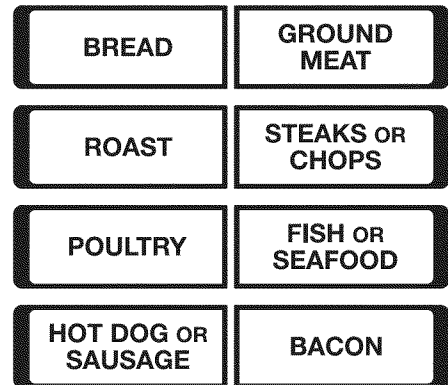 BREAD
GROUND
MEAT
ROAST
STEAKS OR
CHOPS
POULTRY
FISH OR
SEAFOOD
HOT DOG OR
SAUSAGE
BACON